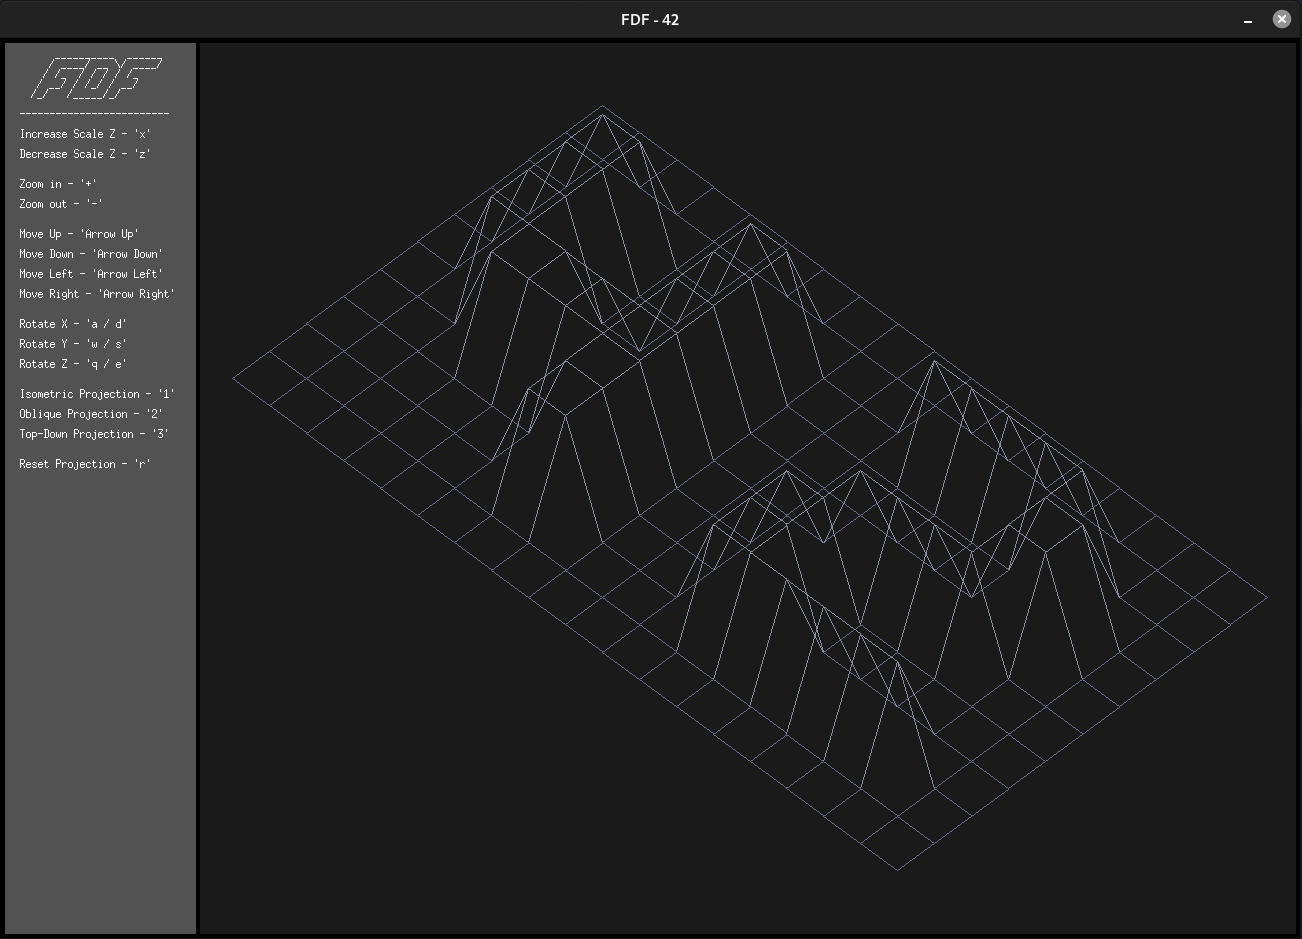 FDF - 42
FDF
--------------------------
Increase Scale Z - 'x'
Decrease Scale Z - 'z'
Zoom in - '+'
Zoom out - '-'
Move Up - 'Arrow Up'
Move Down - 'Arrow Down'
Move Left - 'Arrow Left'
Move Right - 'Arrow Right'
Rotate X - 'a / d'
Rotate Y - 'w / s'
Rotate Z - 'q / e'
Isometric Projection - '1'
Oblique Projection - '2'
Top-Down Projection - '3'
Reset Projection - 'r'